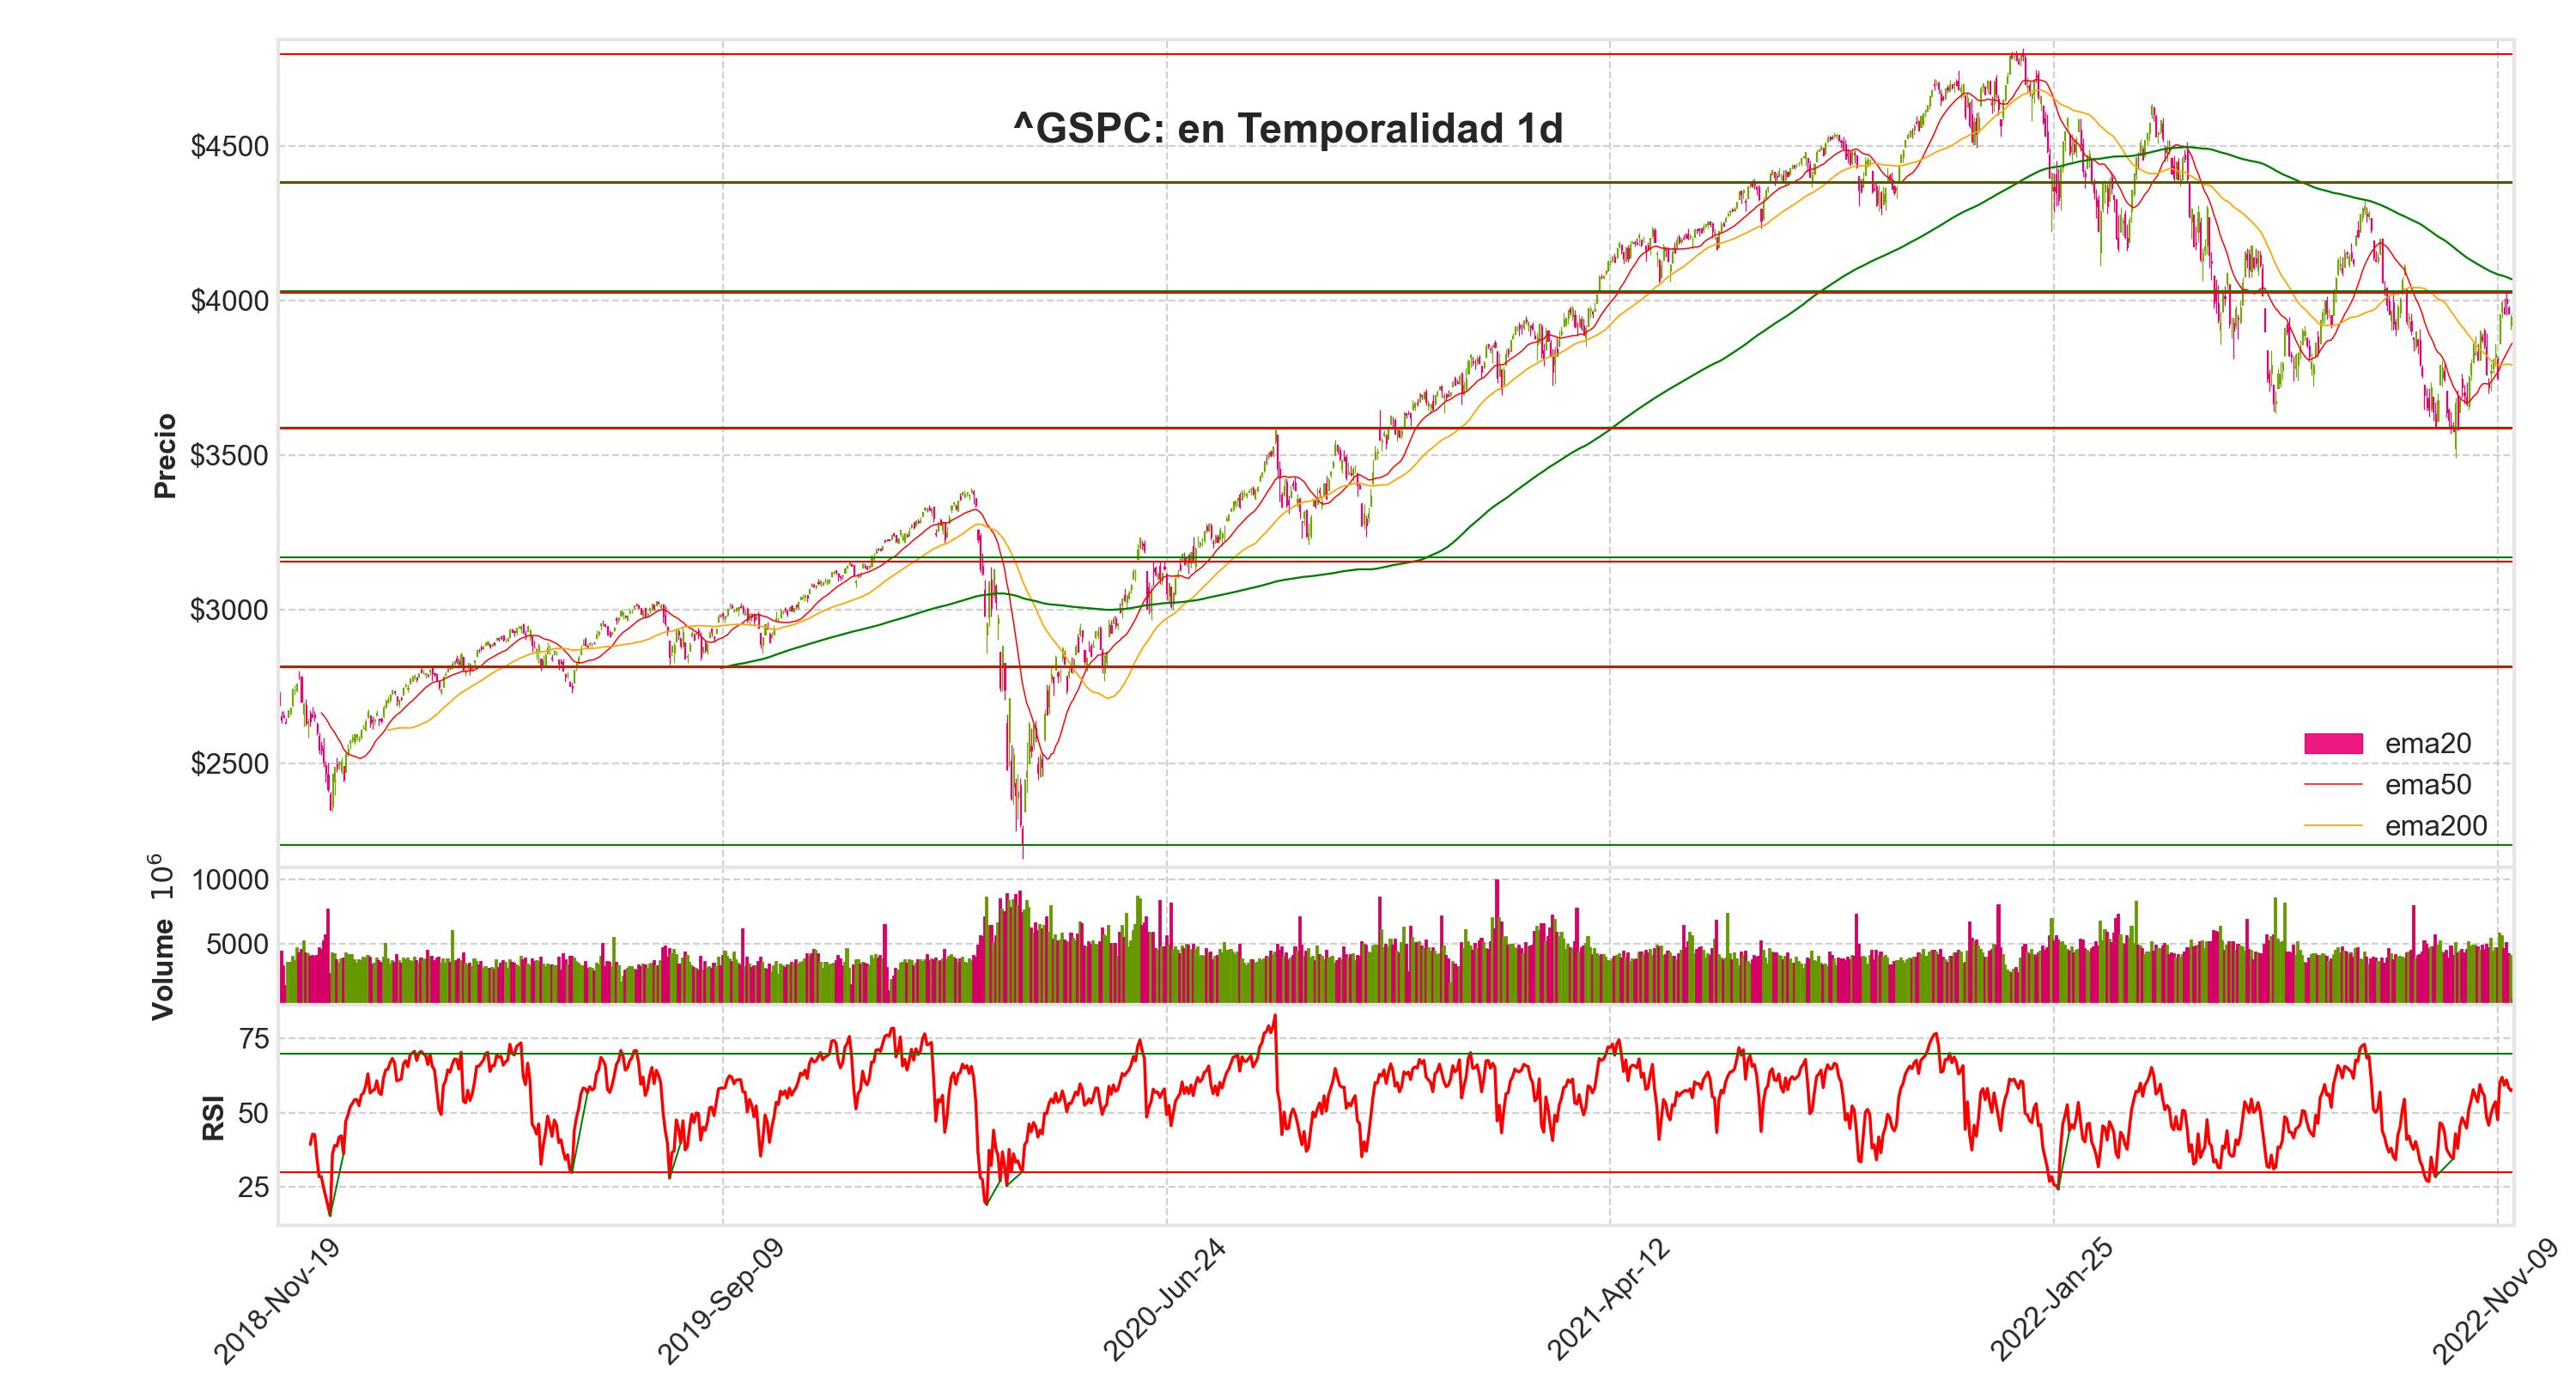 ^GSPC: en Temporalidad 1d
Precio
$4500
$4000
$3500
$3000
$2500
ema20
ema50
ema200
Volume 10⁶
10000
5000
RSI
75
50
25
2018-Nov-19
2019-Sep-09
2020-Jun-24
2021-Apr-12
2022-Jan-25
2022-Nov-09